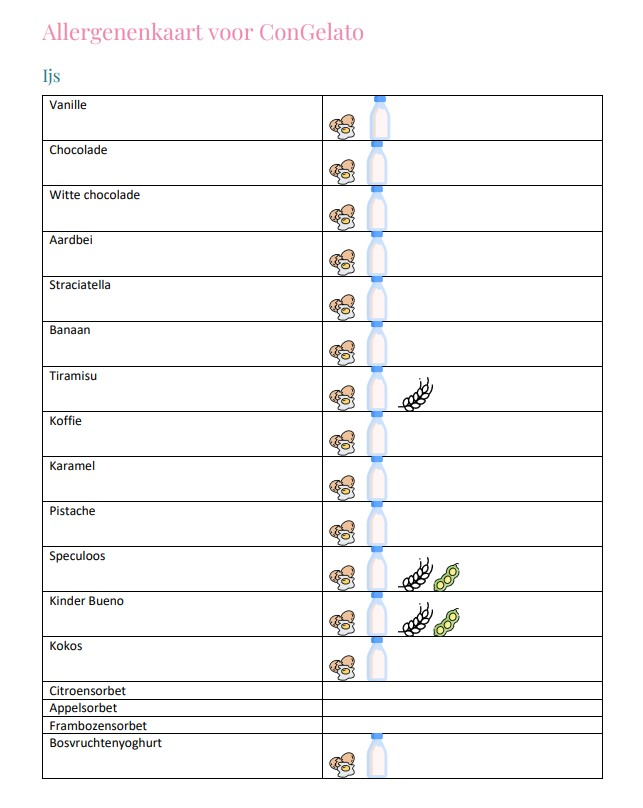 Allergenenkaart voor ConGelato
Ijs
Vanille
Chocolade
Witte chocolade
Aardbei
Straciatella
Banaan
Tiramisu
Koffie
Karamel
Pistache
Speculoos
Kinder Bueno
Kokos
Citroensorbet
Appelsorbet
Frambozensorbet
Bosvruchtenyoghurt